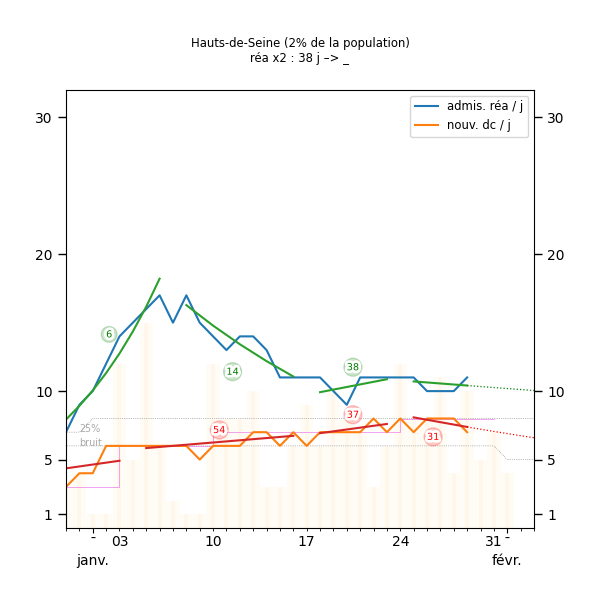 Hauts-de-Seine (2% de la population)
réa x2 : 38 j –> _
admis. réa / j
nouv. dc / j
30
30
20
20
10
10
5
5
1
1
6
14
38
54
37
31
25%
bruit
- 03 10 17 24 31 -
janv. févr.